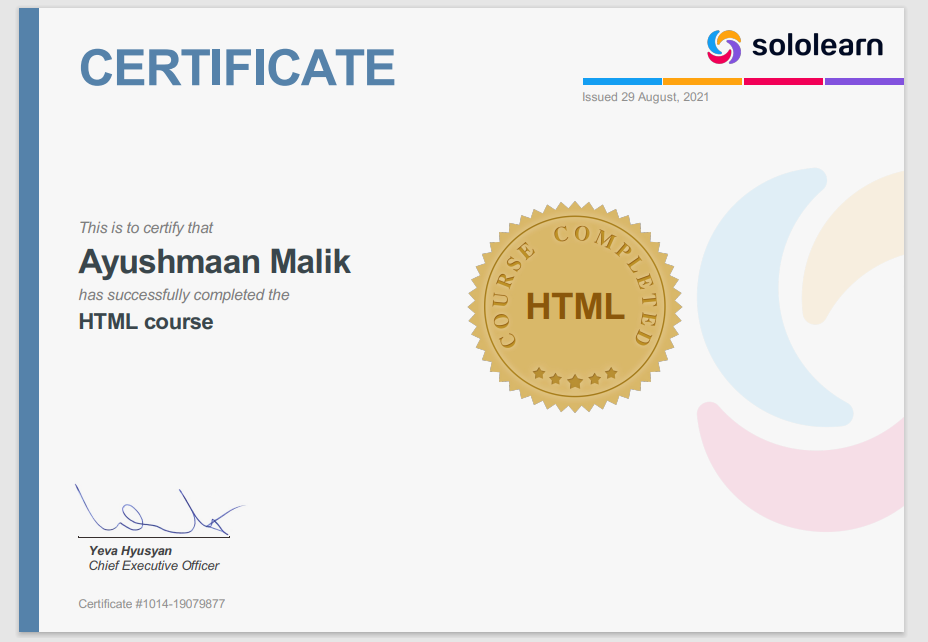 CERTIFICATE
sololearn
Issued 29 August, 2021
This is to certify that
Ayushmaan Malik
has successfully completed the
HTML course
COURSE COMPLETED
HTML
Yeva Hyusyan
Chief Executive Officer
Certificate #1014-19079877